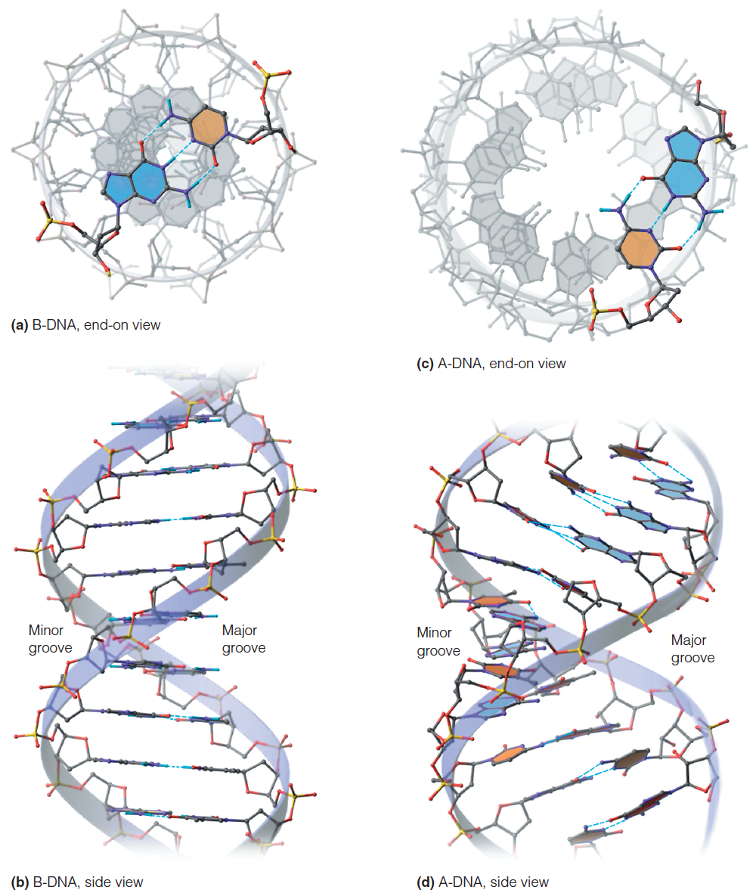 (a) B-DNA, end-on view
(c) A-DNA, end-on view
Minor
groove
Major
groove
(b) B-DNA, side view
Minor
groove
Major
groove
(d) A-DNA, side view